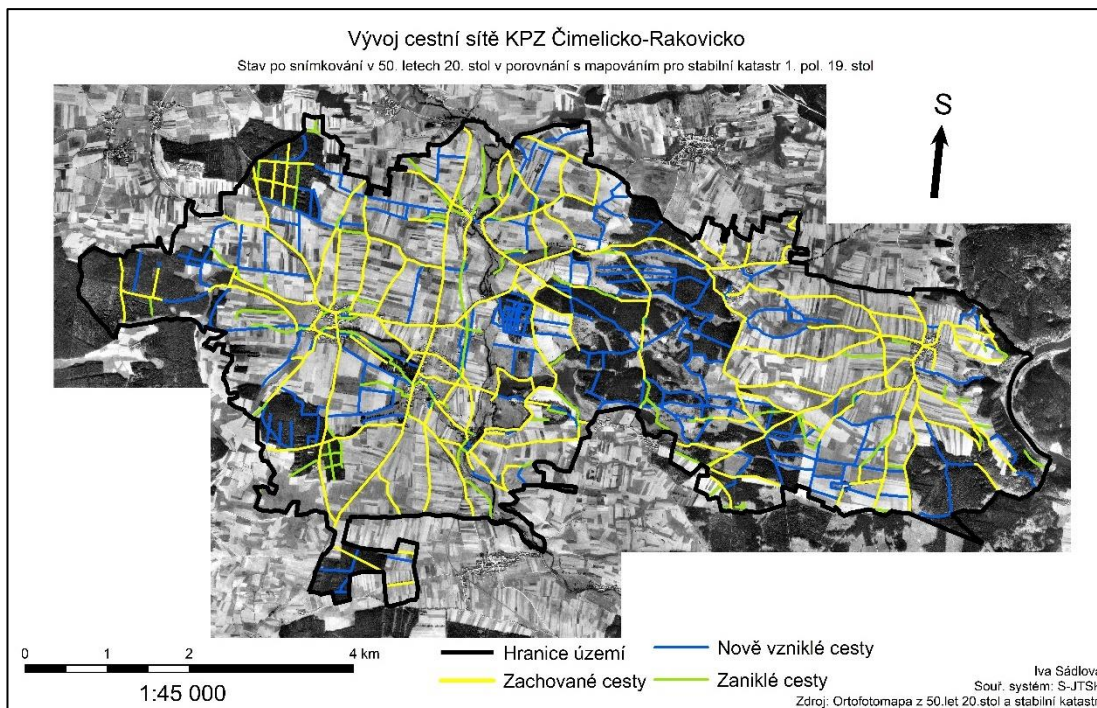 Vývoj cestní sítě KPZ Čimelicko-Rakovicko
Stav po snímkování v 50. letech 20. stol v porovnání s mapováním pro stabilní katastr 1. pol. 19. stol
S
0 1 2 4 km
1:45 000
Hranice území
Nově vzniklé cesty
Zachované cesty
Zaniklé cesty
Iva Sádlova
Souř. systém: S-JTSK
Zdroj: Ortofotomapa z 50.let 20.stol a stabilní katastr